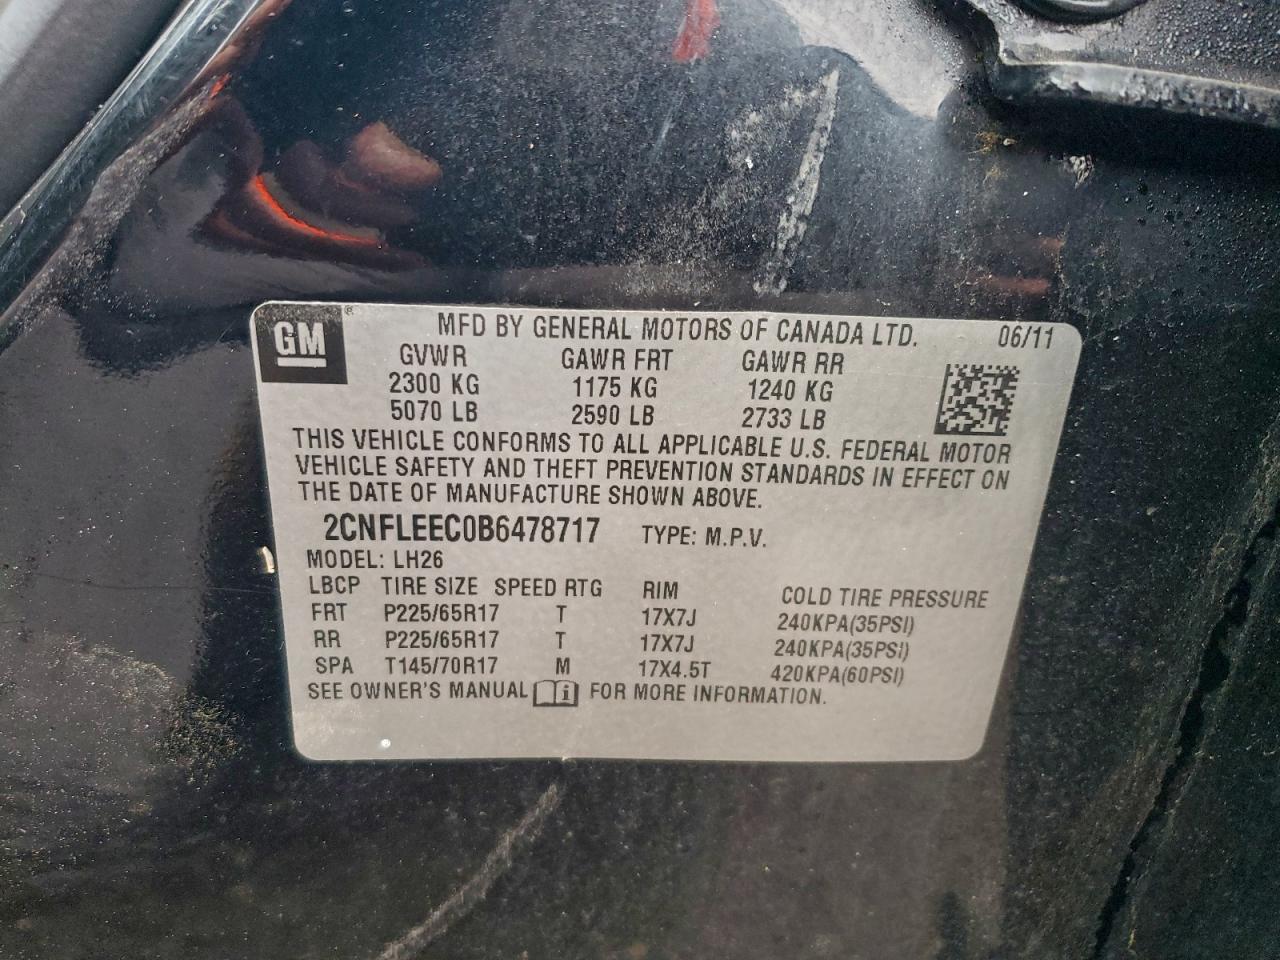 GM ®
MFD BY GENERAL MOTORS OF CANADA LTD. 06/11
GVWR GAWR FRT GAWR RR
2300 KG 1175 KG 1240 KG
5070 LB 2590 LB 2733 LB
THIS VEHICLE CONFORMS TO ALL APPLICABLE U.S. FEDERAL MOTOR
VEHICLE SAFETY AND THEFT PREVENTION STANDARDS IN EFFECT ON
THE DATE OF MANUFACTURE SHOWN ABOVE.
2CNFLEEC0B6478717 TYPE: M.P.V.
MODEL: LH26
LBCP TIRE SIZE SPEED RTG RIM COLD TIRE PRESSURE
FRT P225/65R17 T 17X7J 240KPA(35PSI)
RR P225/65R17 T 17X7J 240KPA(35PSI)
SPA T145/70R17 M 17X4.5T 420KPA(60PSI)
SEE OWNER'S MANUAL i FOR MORE INFORMATION.